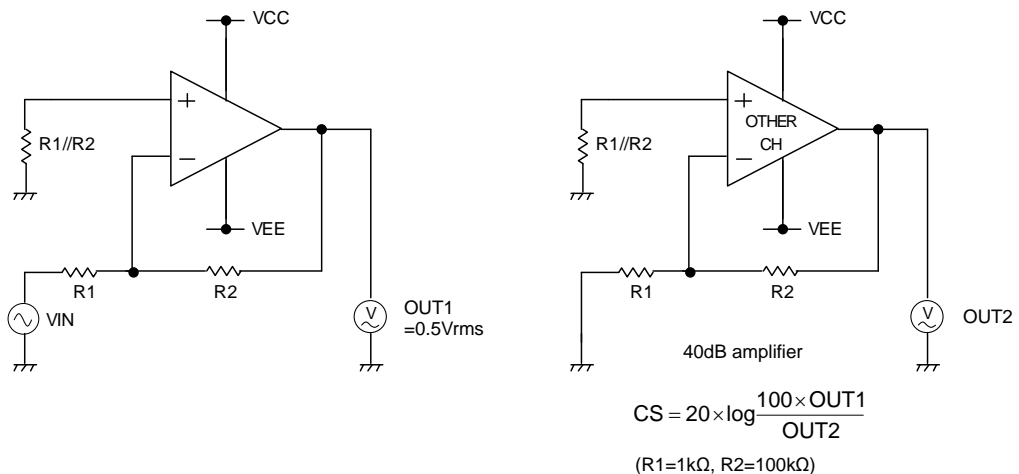 VCC
+
R1//R2
−
VEE
R1
R2
VIN
V
OUT1
=0.5Vrms
VCC
+
OTHER
CH
R1//R2
−
VEE
R1
R2
V
OUT2
40dB amplifier
CS = 20 × log 100 × OUT1 / OUT2
(R1=1kΩ, R2=100kΩ)